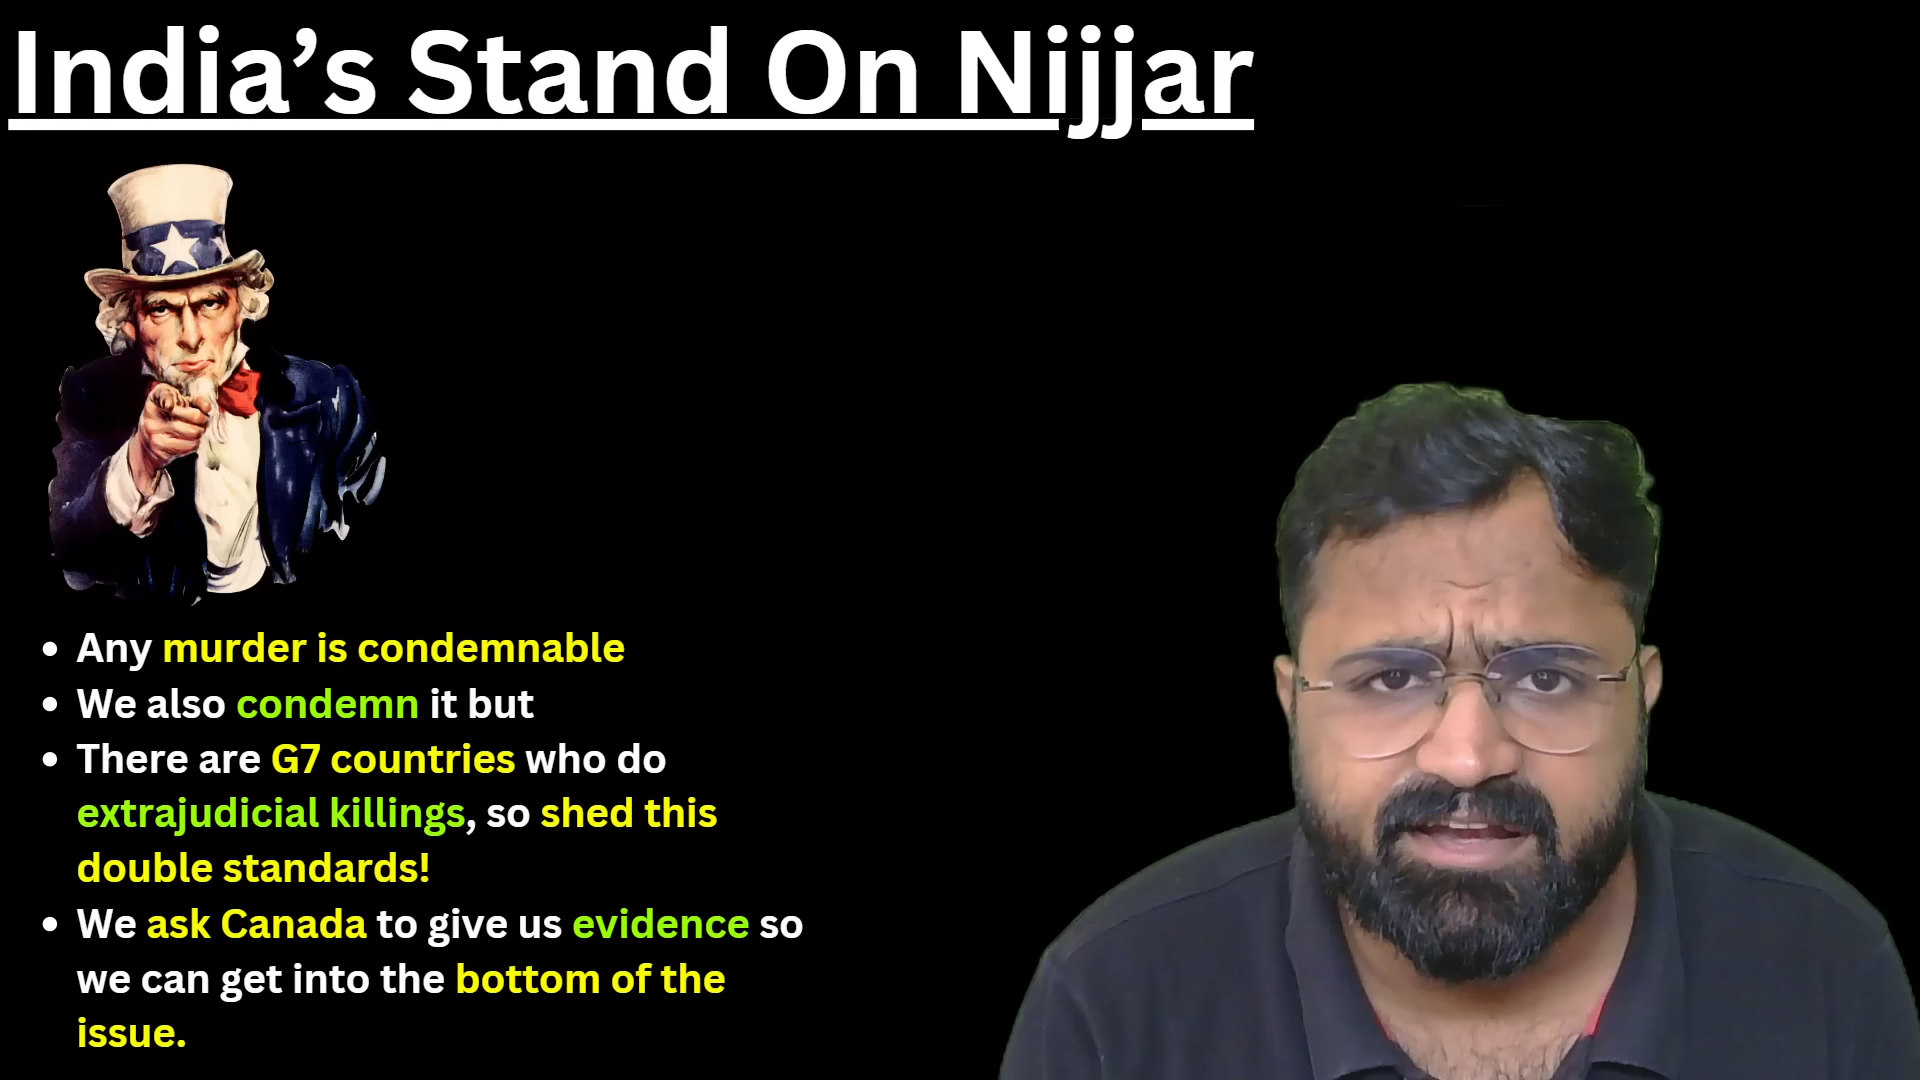 India’s Stand On Nijjar
• Any murder is condemnable
• We also condemn it but
• There are G7 countries who do
extrajudicial killings, so shed this
double standards!
• We ask Canada to give us evidence so
we can get into the bottom of the
issue.